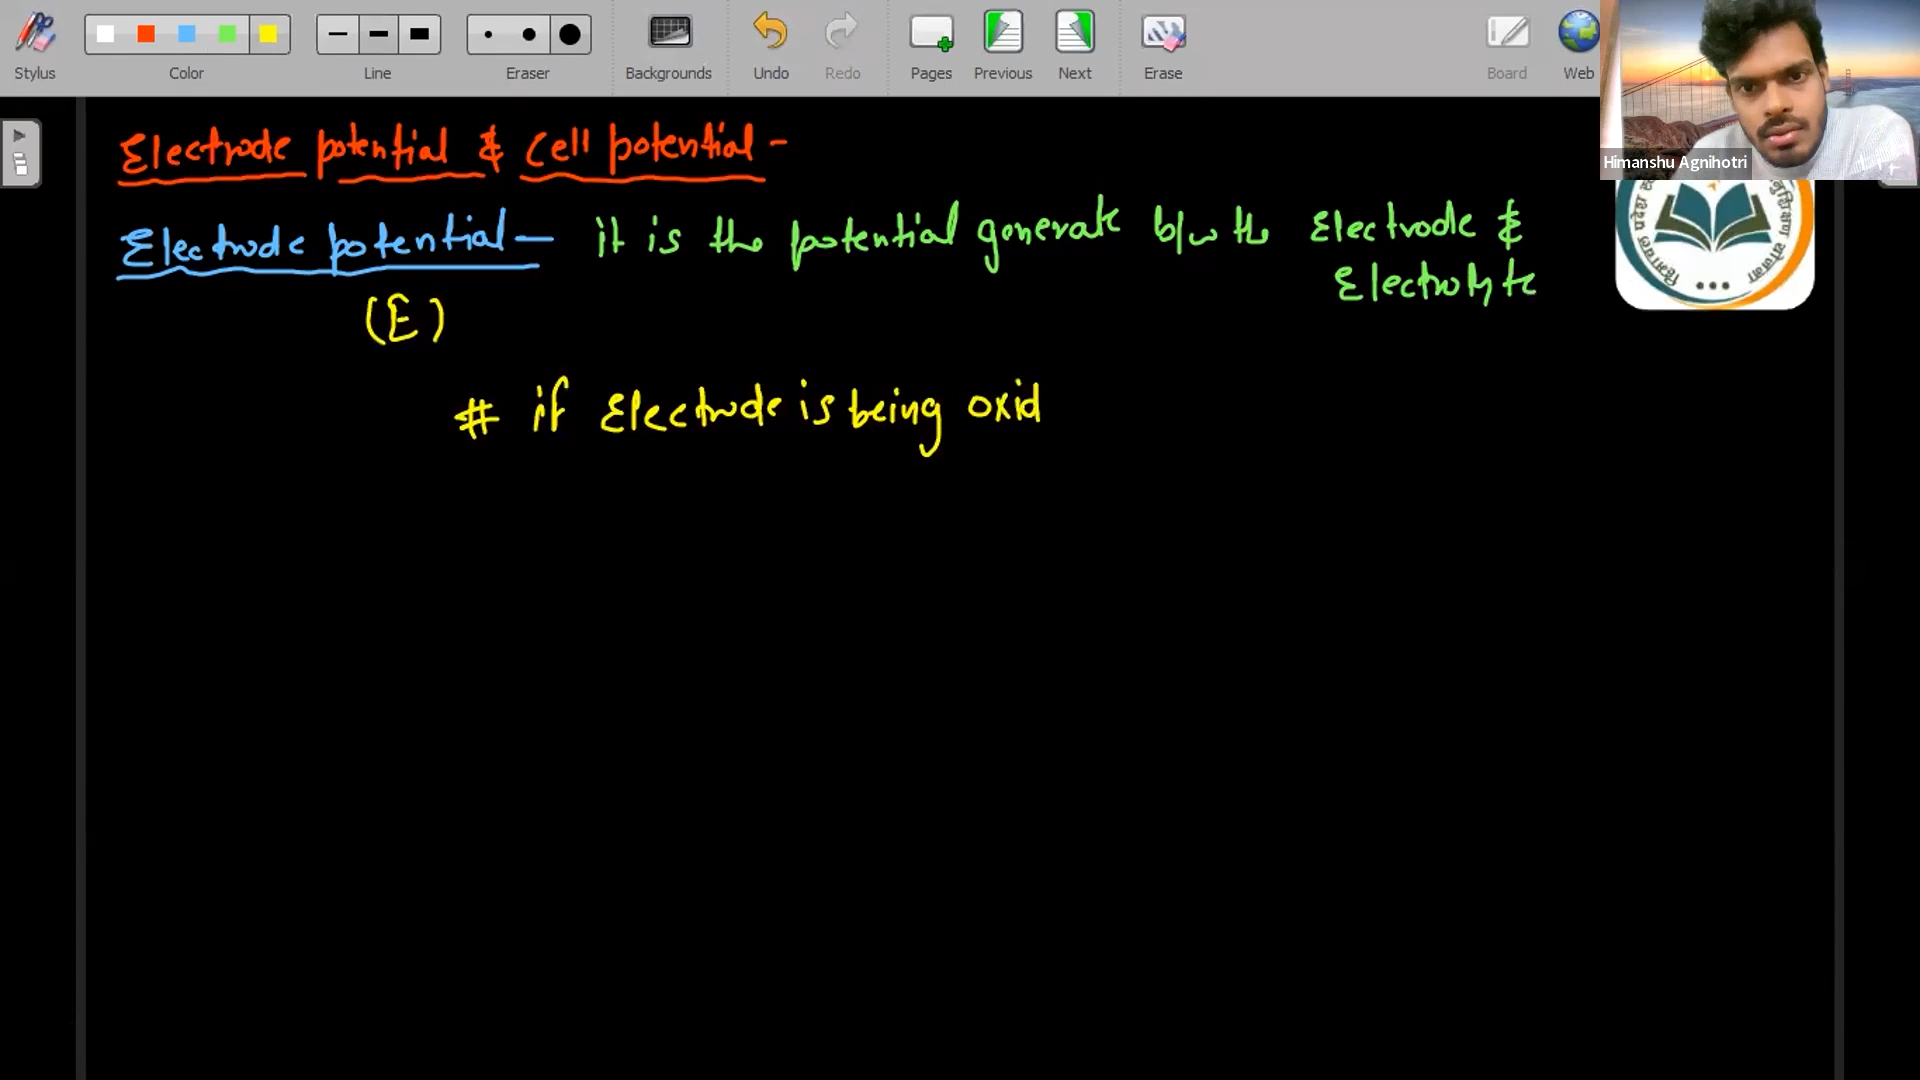 Stylus Color Line Eraser Backgrounds Undo Redo Pages Previous Next Erase Board Web
Himanshu Agnihotri
Electrode potential & Cell potential -
Electrode potential — it is the potential generate b/w the Electrode &
Electrolyte
(E)
# if Electrode is being oxid